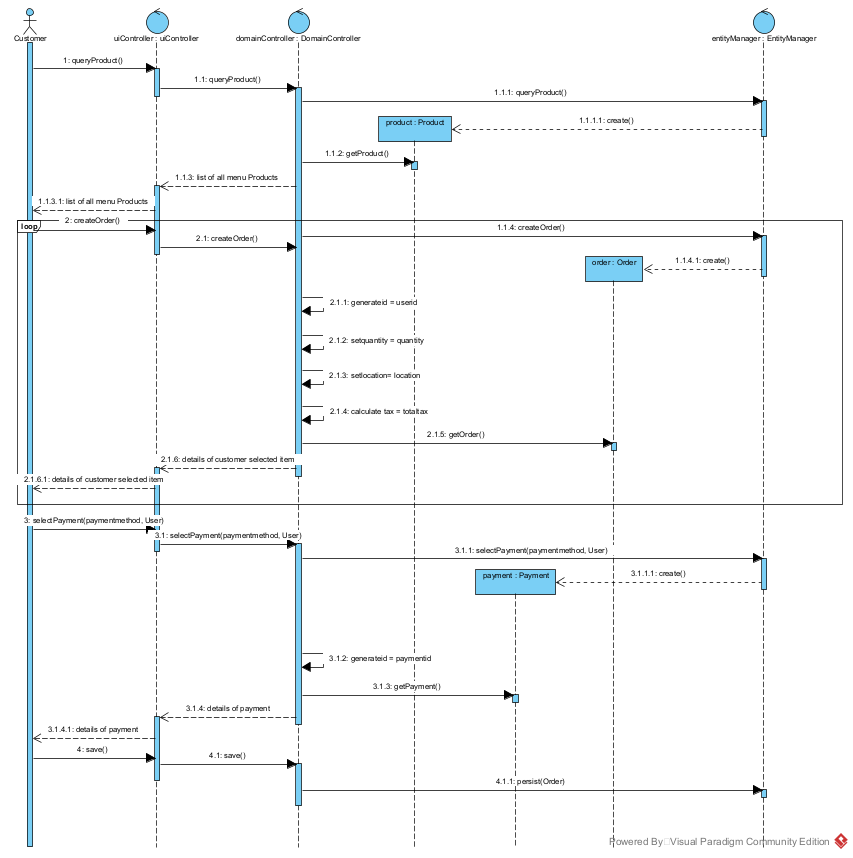 Customer
uiController : uiController
domainController : DomainController
entityManager : EntityManager
1: queryProduct()
1.1: queryProduct()
1.1.1: queryProduct()
product : Product
1.1.1.1: create()
1.1.2: getProduct()
1.1.3: list of all menu Products
1.1.3.1: list of all menu Products
loop
2: createOrder()
1.1.4: createOrder()
2.1: createOrder()
order : Order
1.1.4.1: create()
2.1.1: generateid = userid
2.1.2: setquantity = quantity
2.1.3: setlocation= location
2.1.4: calculate tax = totaltax
2.1.5: getOrder()
2.1.6: details of customer selected item
2.1.6.1: details of customer selected item
3: selectPayment(paymentmethod, User)
3.1: selectPayment(paymentmethod, User)
3.1.1: selectPayment(paymentmethod, User)
payment : Payment
3.1.1.1: create()
3.1.2: generateid = paymentid
3.1.3: getPayment()
3.1.4: details of payment
3.1.4.1: details of payment
4: save()
4.1: save()
4.1.1: persist(Order)
Powered By Visual Paradigm Community Edition